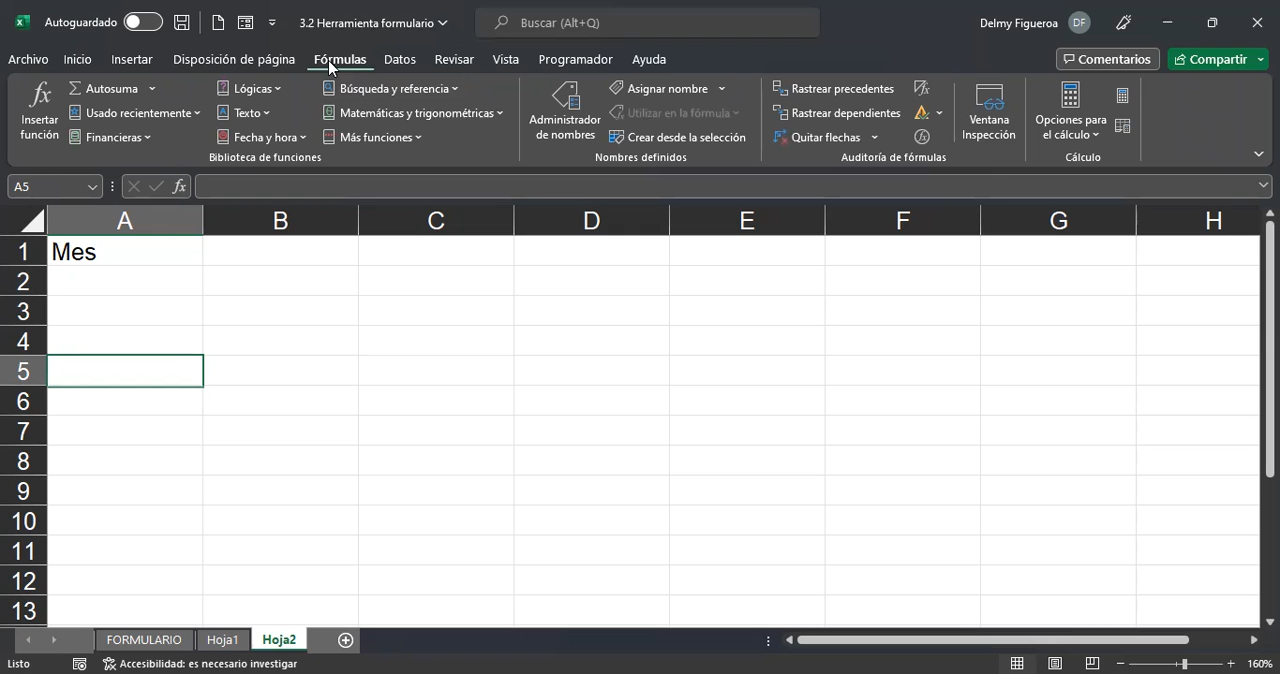 Autoguardado 3.2 Herramienta formulario Buscar (Alt+Q) Delmy Figueroa DF
Archivo Inicio Insertar Disposición de página Fórmulas Datos Revisar Vista Programador Ayuda Comentarios Compartir
Insertar función
Autosuma
Usado recientemente
Financieras
Lógicas
Texto
Fecha y hora
Búsqueda y referencia
Matemáticas y trigonométricas
Más funciones
Biblioteca de funciones
Administrador de nombres
Asignar nombre
Utilizar en la fórmula
Crear desde la selección
Nombres definidos
Rastrear precedentes
Rastrear dependientes
Quitar flechas
Auditoría de fórmulas
Ventana Inspección
Opciones para el cálculo
Cálculo
A5 fx
A B C D E F G H
1 Mes
2
3
4
5
6
7
8
9
10
11
12
13
FORMULARIO Hoja1 Hoja2
Listo Accesibilidad: es necesario investigar 160%